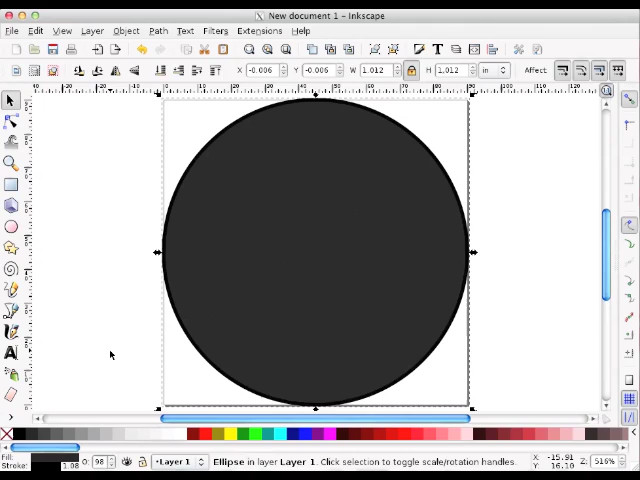 New document 1 - Inkscape
File Edit View Layer Object Path Text Filters Extensions Help
X -0.006 Y -0.006 W 1.012 H 1.012 in Affect:
Fill: O: 98 Layer 1 Ellipse in layer Layer 1. Click selection to toggle scale/rotation handles. X: -15.91 Z: 516%
Stroke: 1.08 Y: 16.10